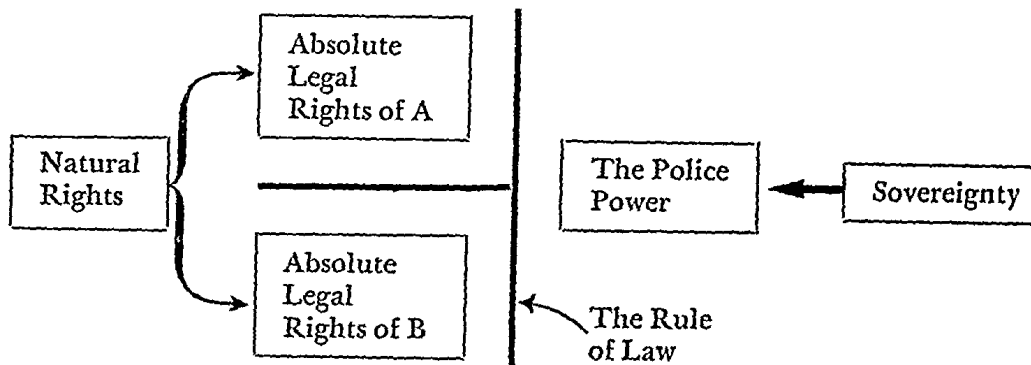 Absolute
Legal
Rights of A
Natural
Rights
The Police
Power
Sovereignty
Absolute
Legal
Rights of B
The Rule
of Law